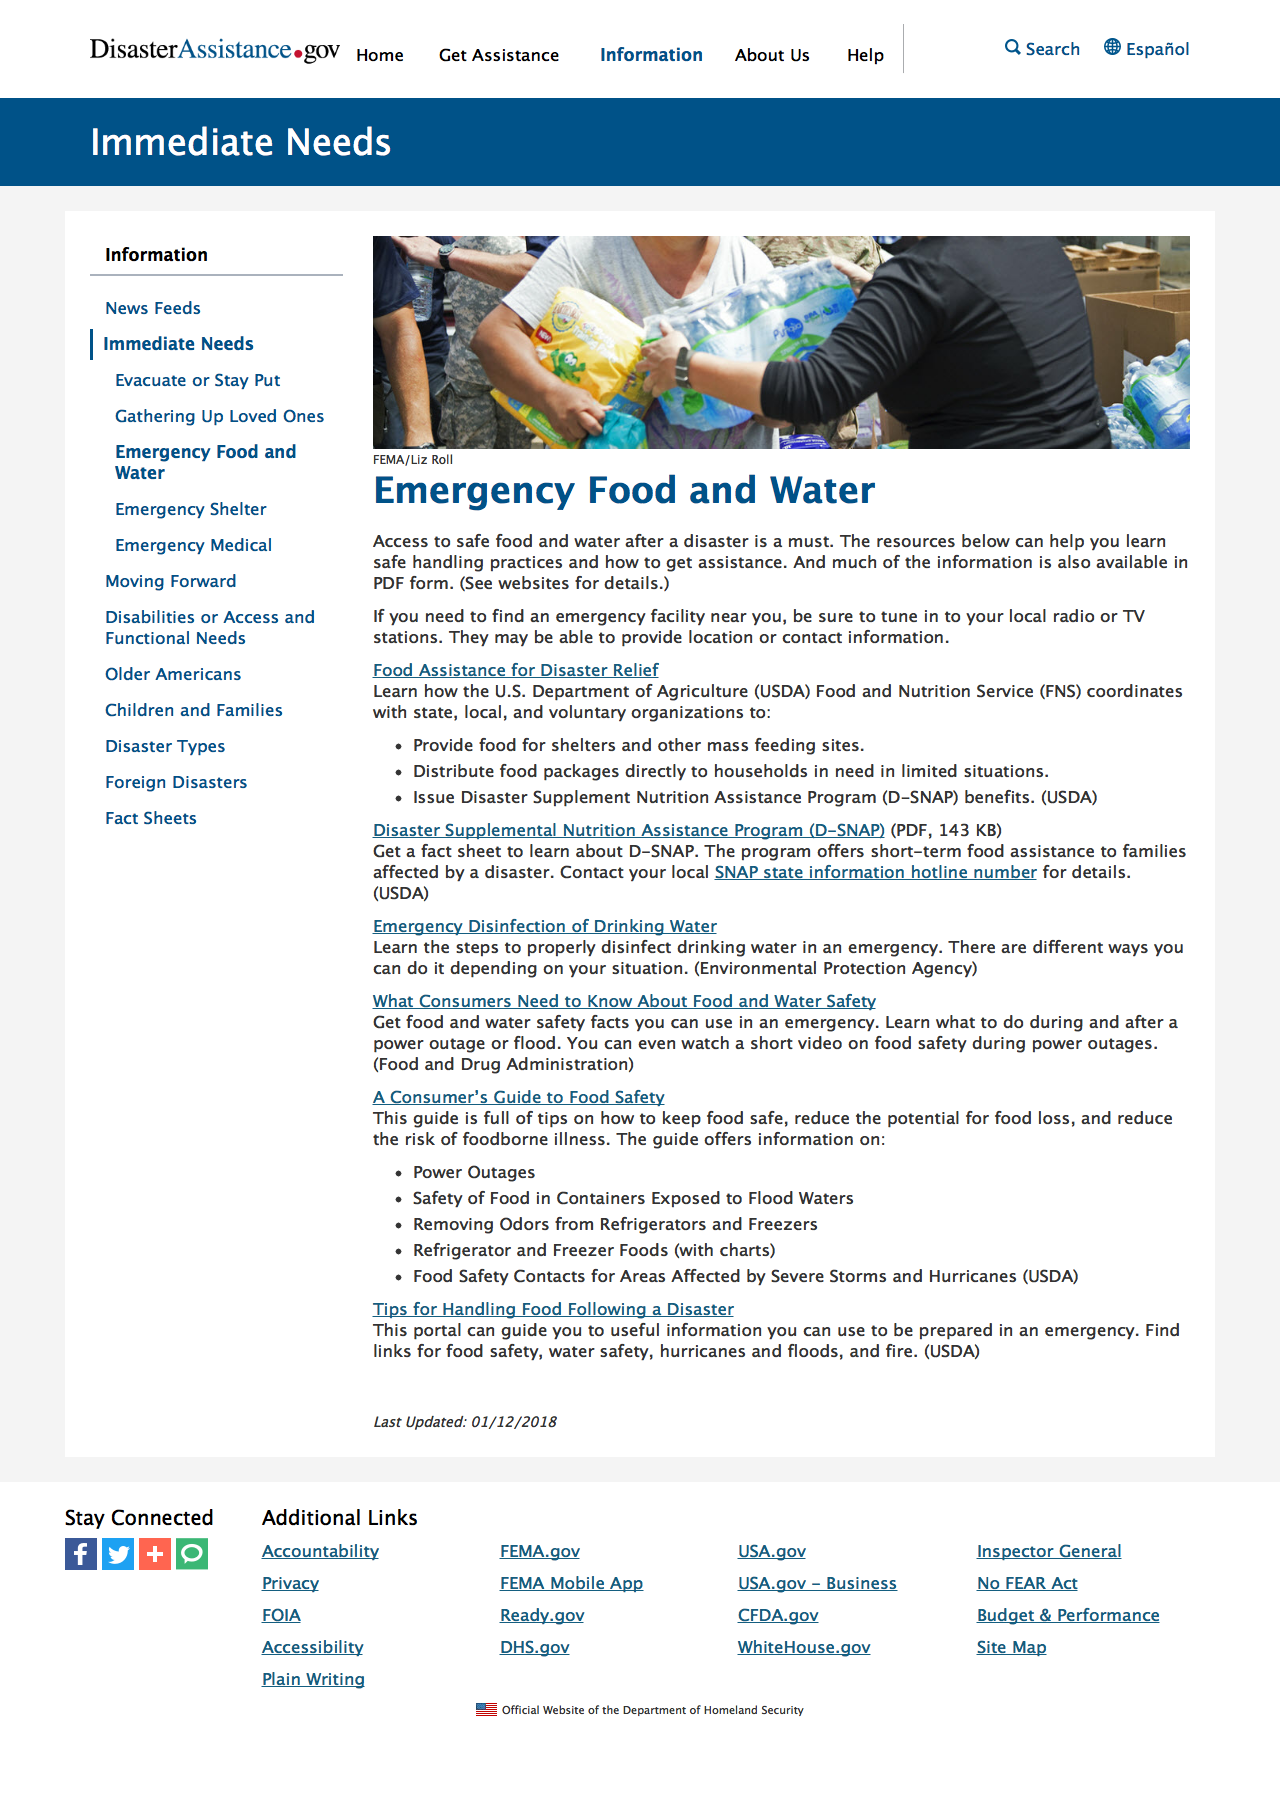 DisasterAssistance.gov
Home
Get Assistance
Information
About Us
Help
Search
Español
Immediate Needs
Information
News Feeds
Immediate Needs
Evacuate or Stay Put
Gathering Up Loved Ones
Emergency Food and
Water
Emergency Shelter
Emergency Medical
Moving Forward
Disabilities or Access and
Functional Needs
Older Americans
Children and Families
Disaster Types
Foreign Disasters
Fact Sheets
FEMA/Liz Roll
Emergency Food and Water
Access to safe food and water after a disaster is a must. The resources below can help you learn
safe handling practices and how to get assistance. And much of the information is also available in
PDF form. (See websites for details.)
If you need to find an emergency facility near you, be sure to tune in to your local radio or TV
stations. They may be able to provide location or contact information.
Food Assistance for Disaster Relief
Learn how the U.S. Department of Agriculture (USDA) Food and Nutrition Service (FNS) coordinates
with state, local, and voluntary organizations to:
• Provide food for shelters and other mass feeding sites.
• Distribute food packages directly to households in need in limited situations.
• Issue Disaster Supplement Nutrition Assistance Program (D-SNAP) benefits. (USDA)
Disaster Supplemental Nutrition Assistance Program (D-SNAP) (PDF, 143 KB)
Get a fact sheet to learn about D-SNAP. The program offers short-term food assistance to families
affected by a disaster. Contact your local SNAP state information hotline number for details.
(USDA)
Emergency Disinfection of Drinking Water
Learn the steps to properly disinfect drinking water in an emergency. There are different ways you
can do it depending on your situation. (Environmental Protection Agency)
What Consumers Need to Know About Food and Water Safety
Get food and water safety facts you can use in an emergency. Learn what to do during and after a
power outage or flood. You can even watch a short video on food safety during power outages.
(Food and Drug Administration)
A Consumer's Guide to Food Safety
This guide is full of tips on how to keep food safe, reduce the potential for food loss, and reduce
the risk of foodborne illness. The guide offers information on:
• Power Outages
• Safety of Food in Containers Exposed to Flood Waters
• Removing Odors from Refrigerators and Freezers
• Refrigerator and Freezer Foods (with charts)
• Food Safety Contacts for Areas Affected by Severe Storms and Hurricanes (USDA)
Tips for Handling Food Following a Disaster
This portal can guide you to useful information you can use to be prepared in an emergency. Find
links for food safety, water safety, hurricanes and floods, and fire. (USDA)
Last Updated: 01/12/2018
Stay Connected
Additional Links
Accountability
Privacy
FOIA
Accessibility
Plain Writing
FEMA.gov
FEMA Mobile App
Ready.gov
DHS.gov
USA.gov
USA.gov - Business
CFDA.gov
WhiteHouse.gov
Inspector General
No FEAR Act
Budget & Performance
Site Map
Official Website of the Department of Homeland Security